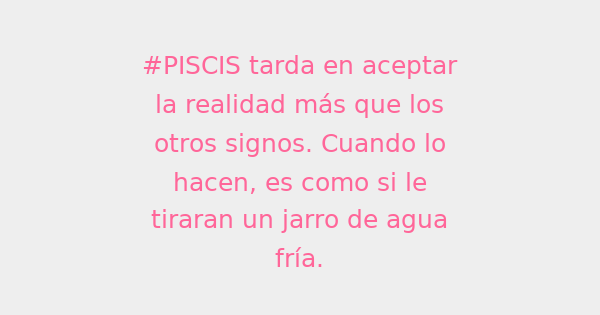 #PISCIS tarda en aceptar
la realidad más que los
otros signos. Cuando lo
hacen, es como si le
tiraran un jarro de agua
fría.